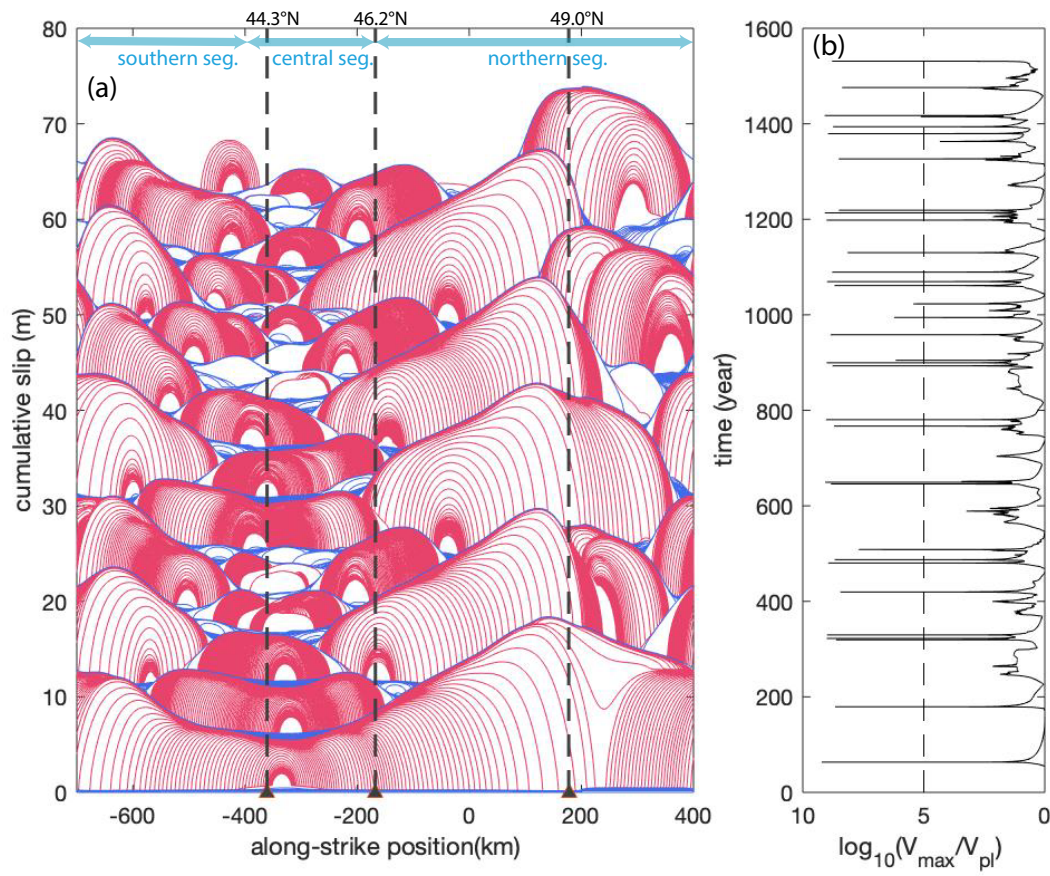 44.3°N 46.2°N 49.0°N
southern seg. central seg. northern seg.
(a)
80
70
60
50
40
30
20
10
0
cumulative slip (m)
-600 -400 -200 0 200 400
along-strike position(km)
(b)
1600
1400
1200
1000
800
600
400
200
0
time (year)
10 5 0
log10(Vmax/Vpl)